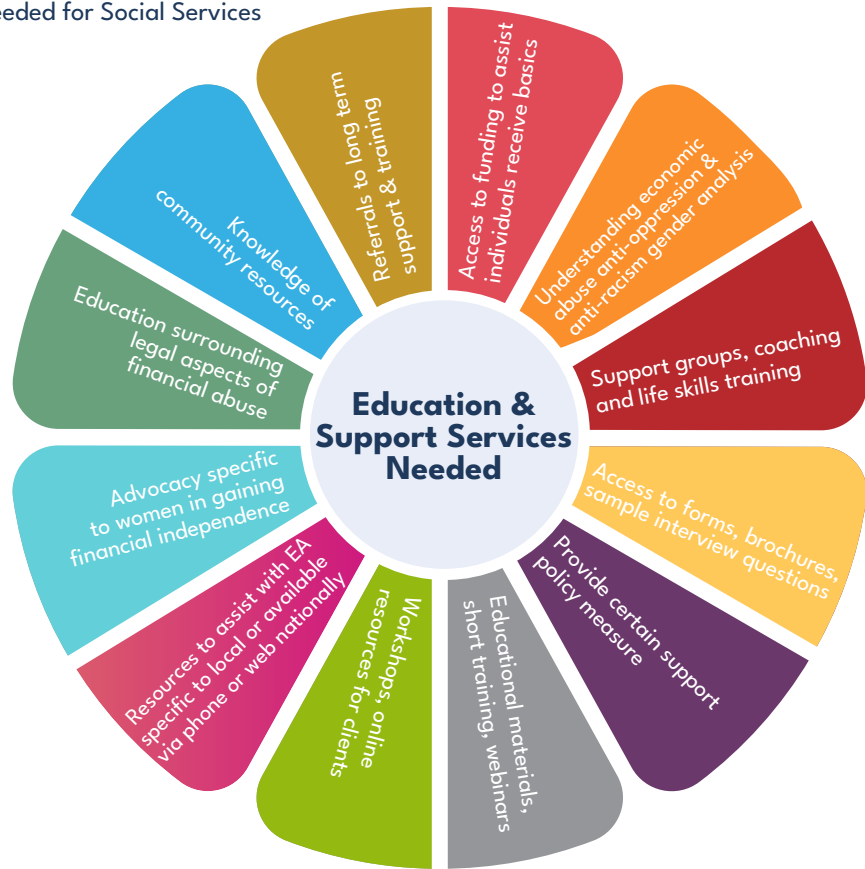 eeded for Social Services
Access to funding to assist
individuals receive basics
Understanding economic
abuse anti-oppression &
anti-racism gender analysis
Support groups, coaching
and life skills training
Access to forms, brochures,
sample interview questions
Provide certain support
policy measure
Educational materials,
short training, webinars
Workshops, online
resources for clients
Resources to assist with EA
specific to local or available
via phone or web nationally
Advocacy specific
to women in gaining
financial independence
Education surrounding
legal aspects of
financial abuse
Knowledge of
community resources
Referrals to long term
support & training
Education &
Support Services
Needed